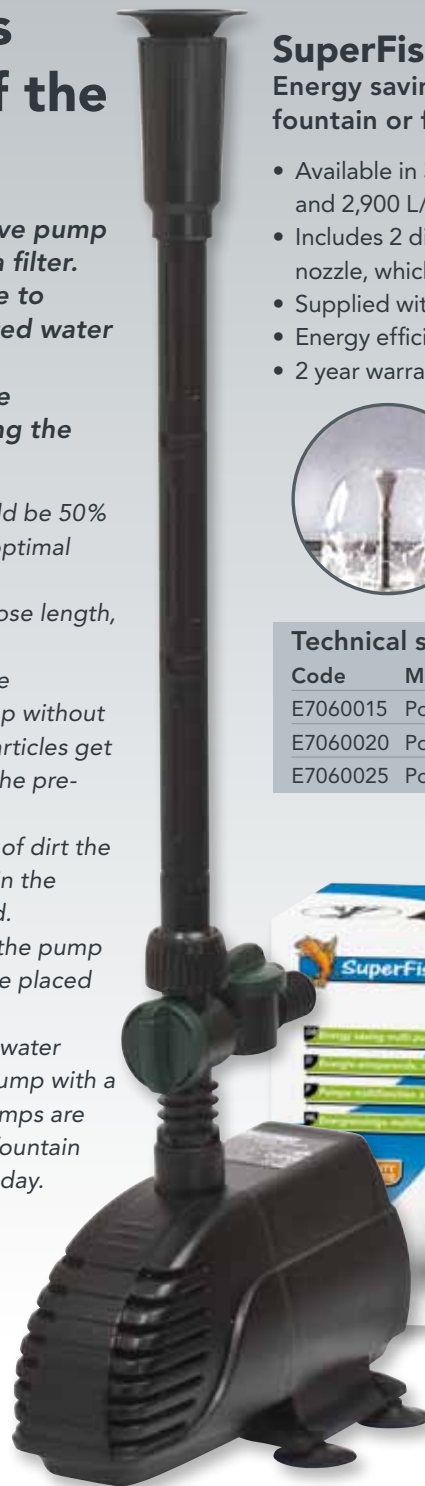 s
f the
ve pump
a filter.
e to
ed water
e
ng the
ld be 50%
optimal
ose length,
e
p without
articles get
he pre-
of dirt the
in the
d.
the pump
e placed
water
ump with a
mps are
fountain
day.
SuperFis
Energy savin
fountain or f
• Available in
and 2,900 L/
• Includes 2 di
nozzle, which
• Supplied wit
• Energy effici
• 2 year warra
Technical s
Code M
E7060015 Po
E7060020 Po
E7060025 Po
SuperFis